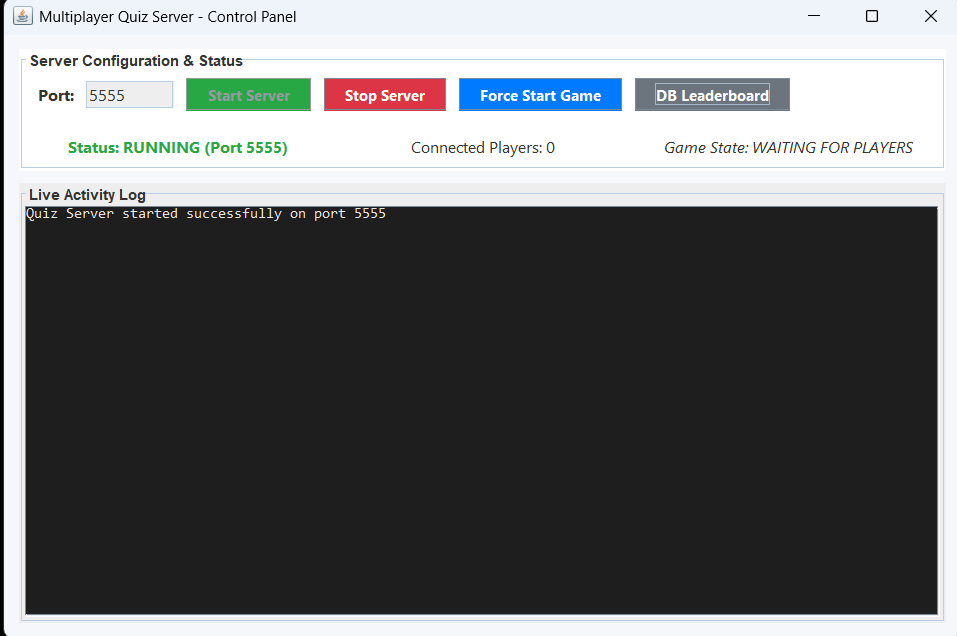 Multiplayer Quiz Server - Control Panel
Server Configuration & Status
Port: 5555 Start Server Stop Server Force Start Game DB Leaderboard
Status: RUNNING (Port 5555) Connected Players: 0 Game State: WAITING FOR PLAYERS
Live Activity Log
Quiz Server started successfully on port 5555